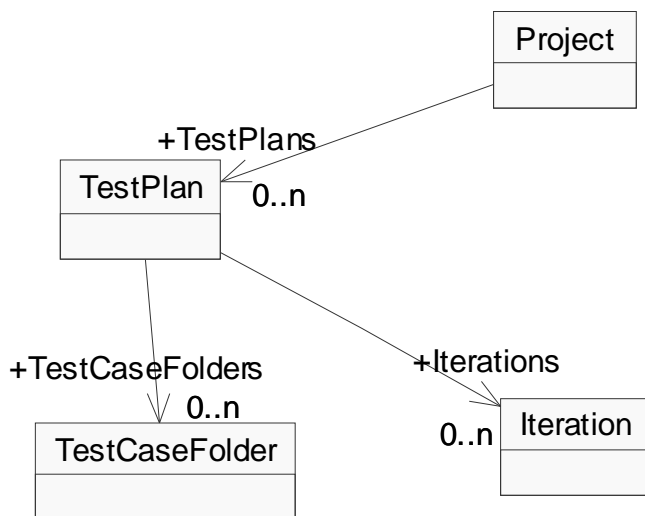 Project
+TestPlans
TestPlan
0..n
+Iterations
+TestCaseFolders
0..n
Iteration
0..n
TestCaseFolder